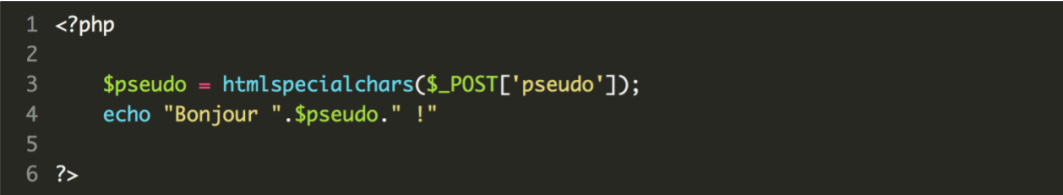 1 <?php
2
3     $pseudo = htmlspecialchars($_POST['pseudo']);
4     echo "Bonjour ".$pseudo." !"
5
6 ?>